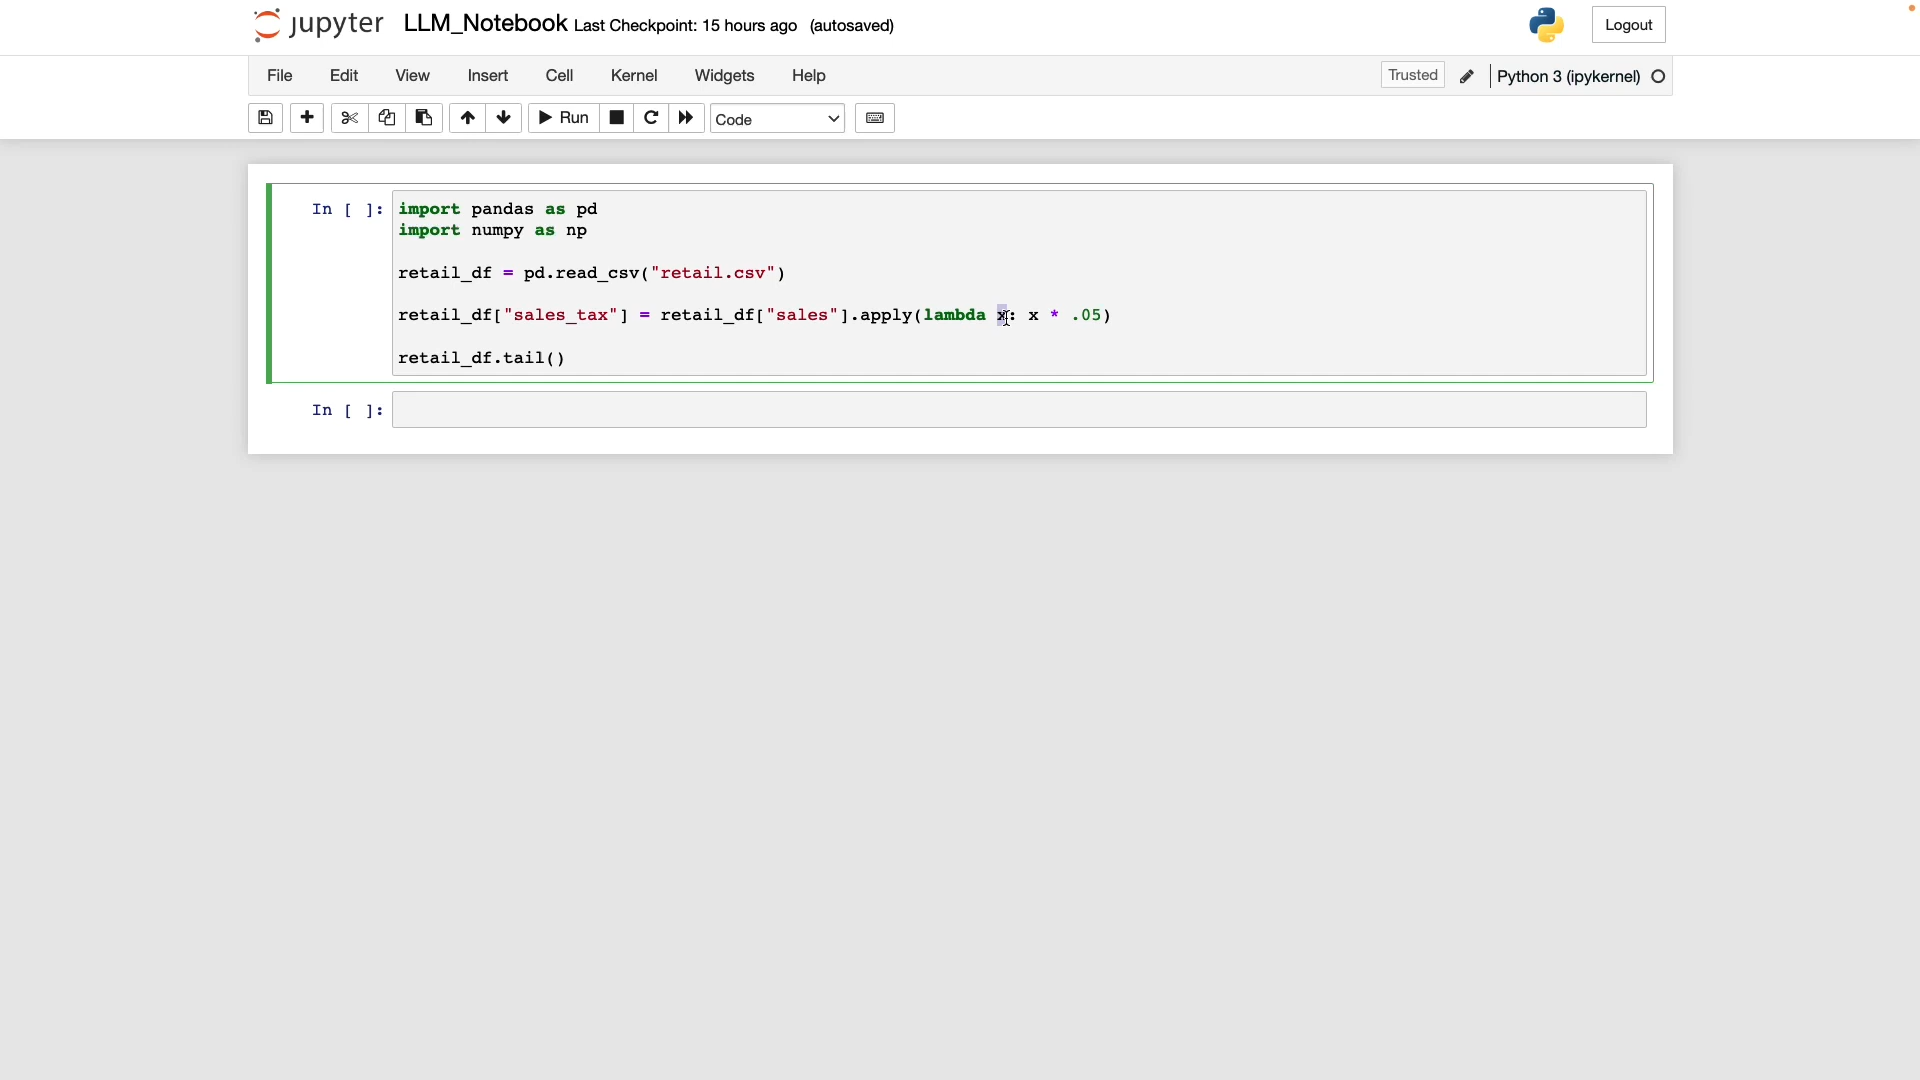 jupyter LLM_Notebook Last Checkpoint: 15 hours ago (autosaved) Logout
File Edit View Insert Cell Kernel Widgets Help Trusted Python 3 (ipykernel)
Run Code
In [ ]: import pandas as pd
import numpy as np
retail_df = pd.read_csv("retail.csv")
retail_df["sales_tax"] = retail_df["sales"].apply(lambda x: x * .05)
retail_df.tail()
In [ ]: